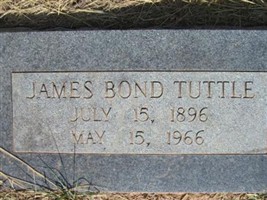 JAMES BOND TUTTLE
JULY 15, 1896
MAY 15, 1966